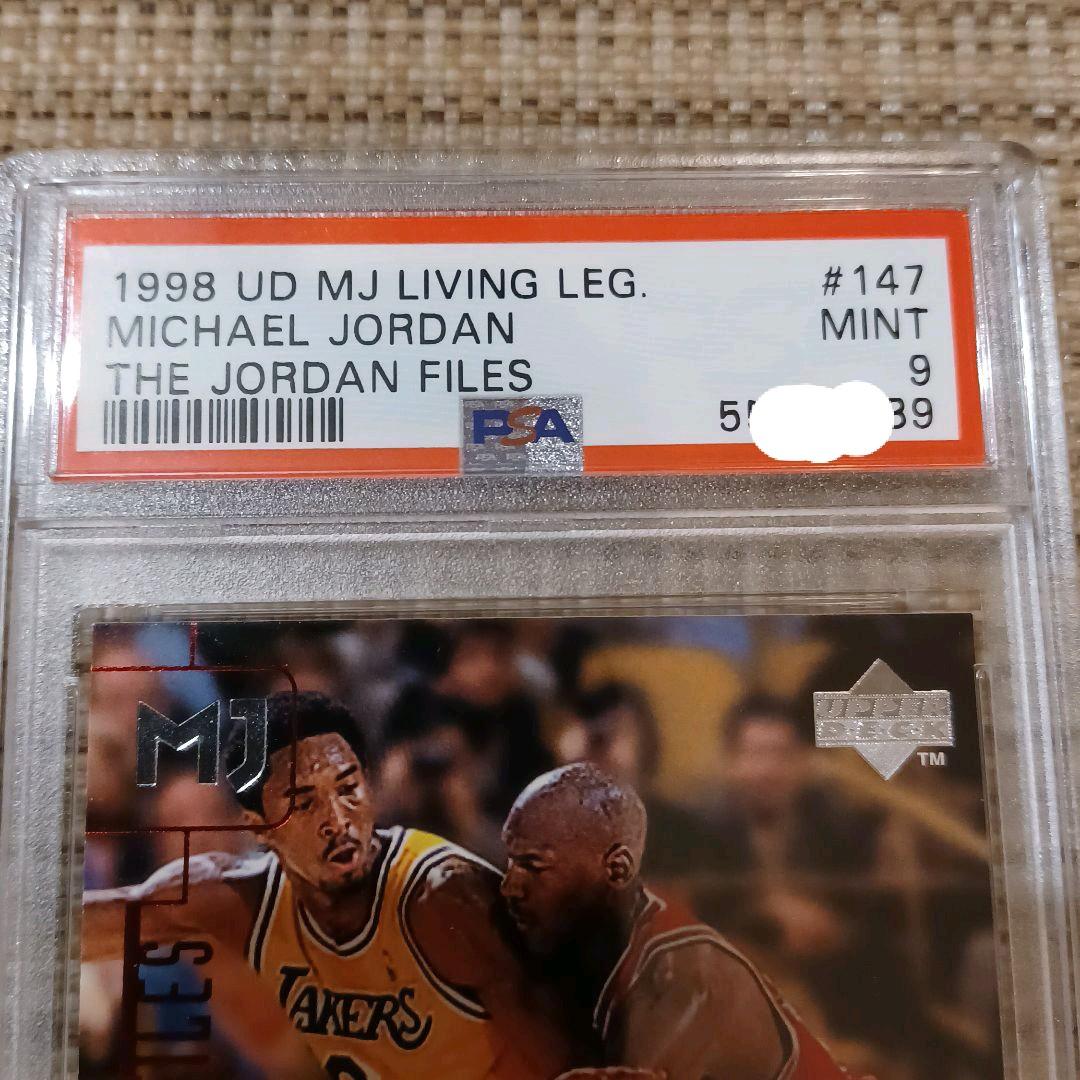 1998 UD MJ LIVING LEG. #147
MICHAEL JORDAN MINT
THE JORDAN FILES 9
PSA
MJ
UPPER DECK
TM
LAKERS